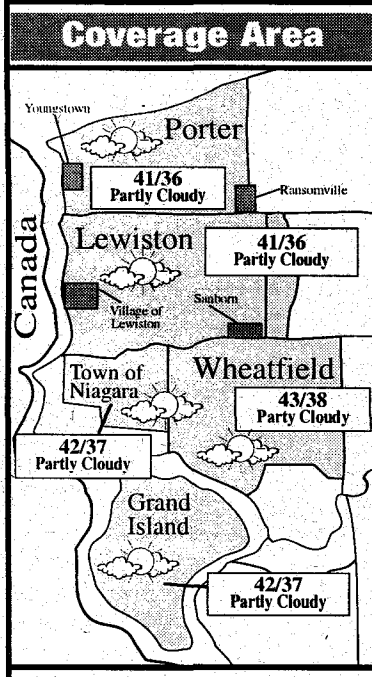 Coverage Area
Youngstown
Porter
41/36
Partly Cloudy
Ransomville
Canada
Lewiston
41/36
Partly Cloudy
Village of
Lewiston
Sanborn
Town of
Niagara
Wheatfield
43/38
Party Cloudy
42/37
Partly Cloudy
Grand
Island
42/37
Partly Cloudy